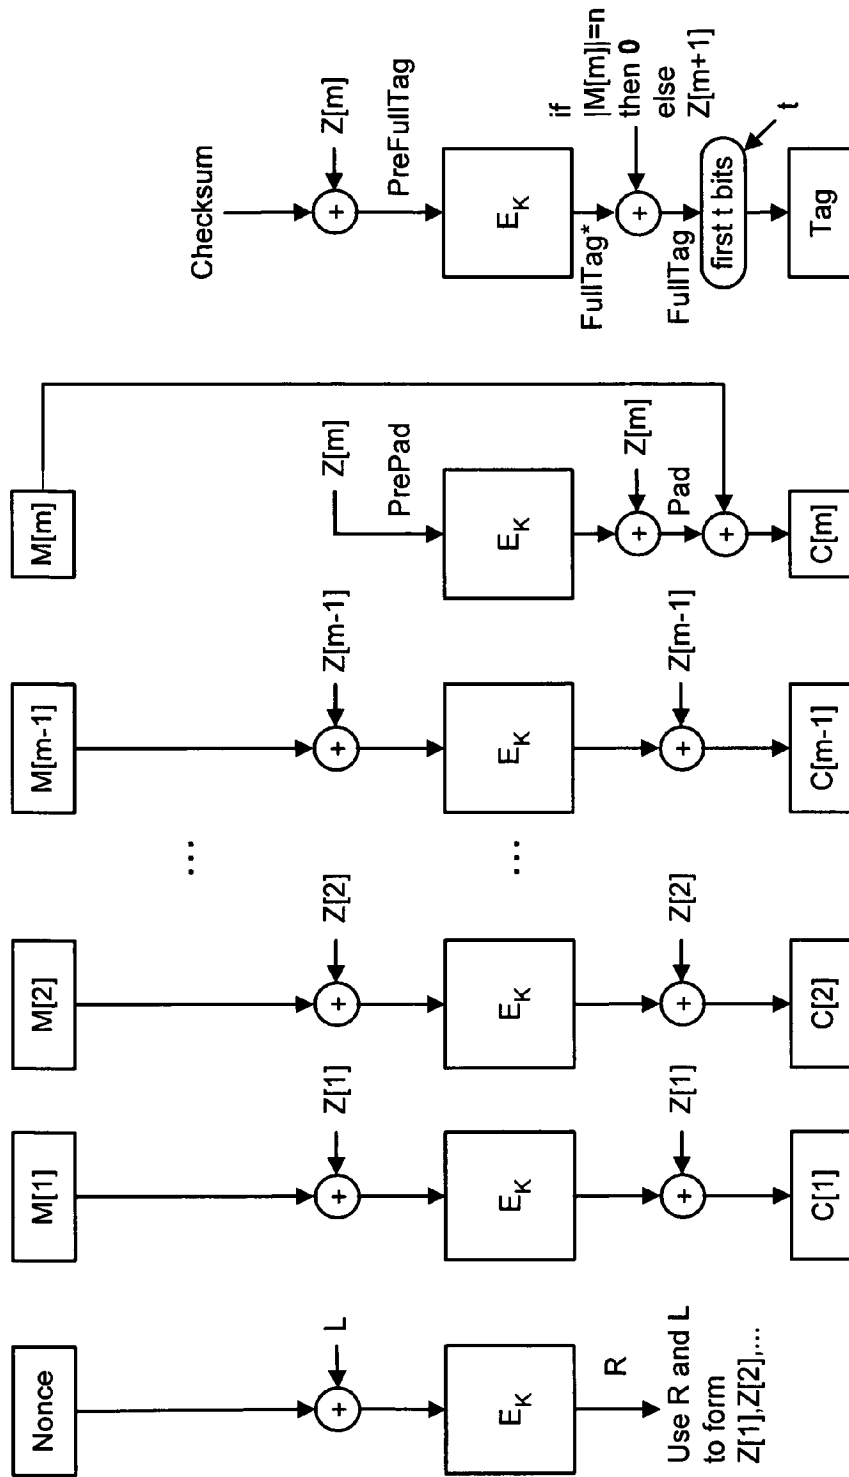 Nonce
L
E_K
R
Use R and L
to form
Z[1],Z[2],...
M[1]
Z[1]
E_K
Z[1]
C[1]
M[2]
Z[2]
E_K
Z[2]
C[2]
...
...
M[m-1]
Z[m-1]
E_K
Z[m-1]
C[m-1]
M[m]
Z[m]
PrePad
E_K
Z[m]
Pad
C[m]
Checksum
Z[m]
PreFullTag
E_K
FullTag*
if
|M[m]|=n
then 0
else
Z[m+1]
FullTag
first t bits
t
Tag